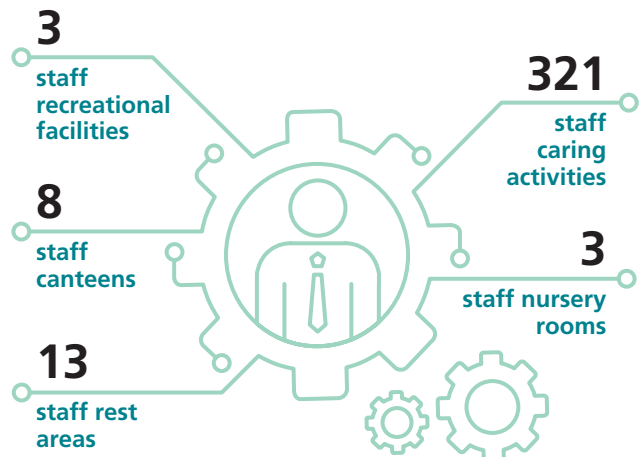 3
staff
recreational
facilities
8
staff
canteens
13
staff rest
areas
321
staff
caring
activities
3
staff nursery
rooms